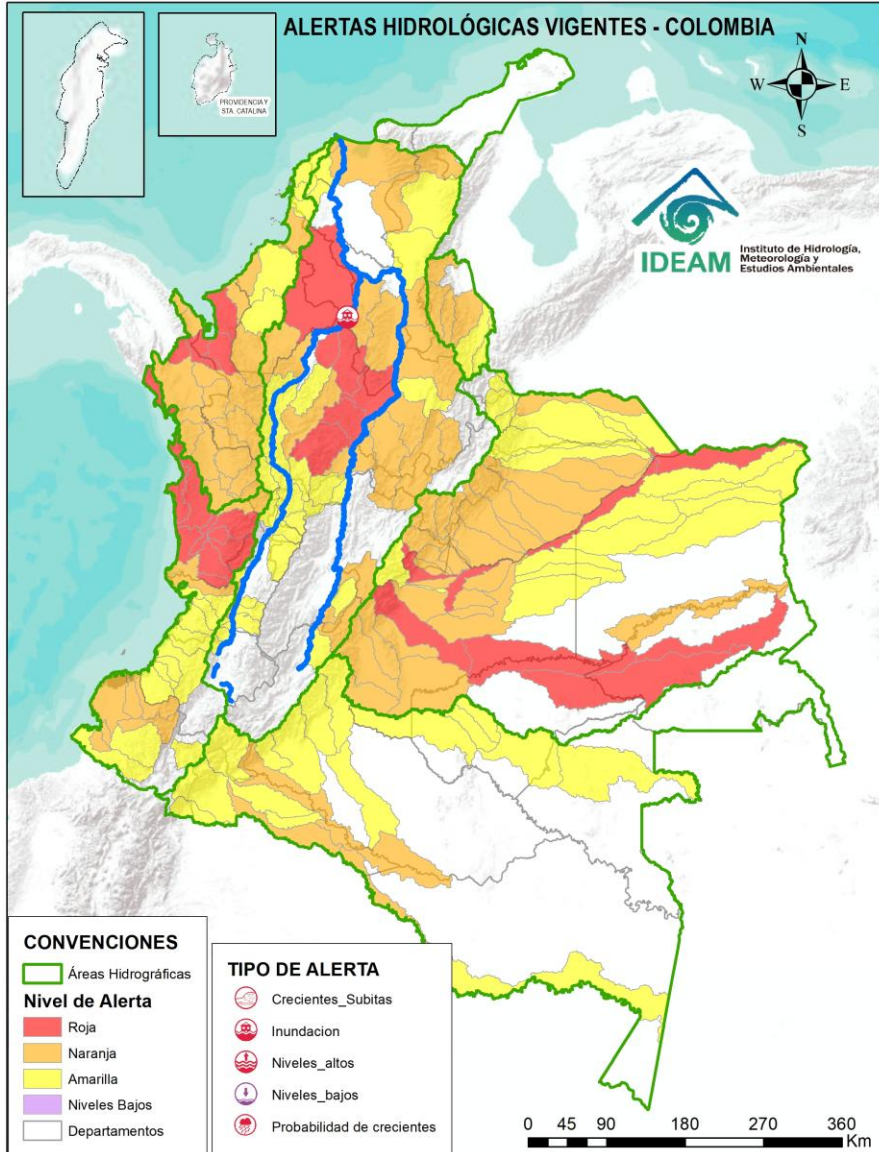 ALERTAS HIDROLÓGICAS VIGENTES - COLOMBIA
PROVIDENCIA Y
STA. CATALINA
N
W
E
S
IDEAM
Instituto de Hidrología,
Meteorología y
Estudios Ambientales
CONVENCIONES
Áreas Hidrográficas
Nivel de Alerta
Roja
Naranja
Amarilla
Niveles Bajos
Departamentos
TIPO DE ALERTA
Crecientes_Subitas
Inundacion
Niveles_altos
Niveles_bajos
Probabilidad de crecientes
0 45 90 180 270 360
Km